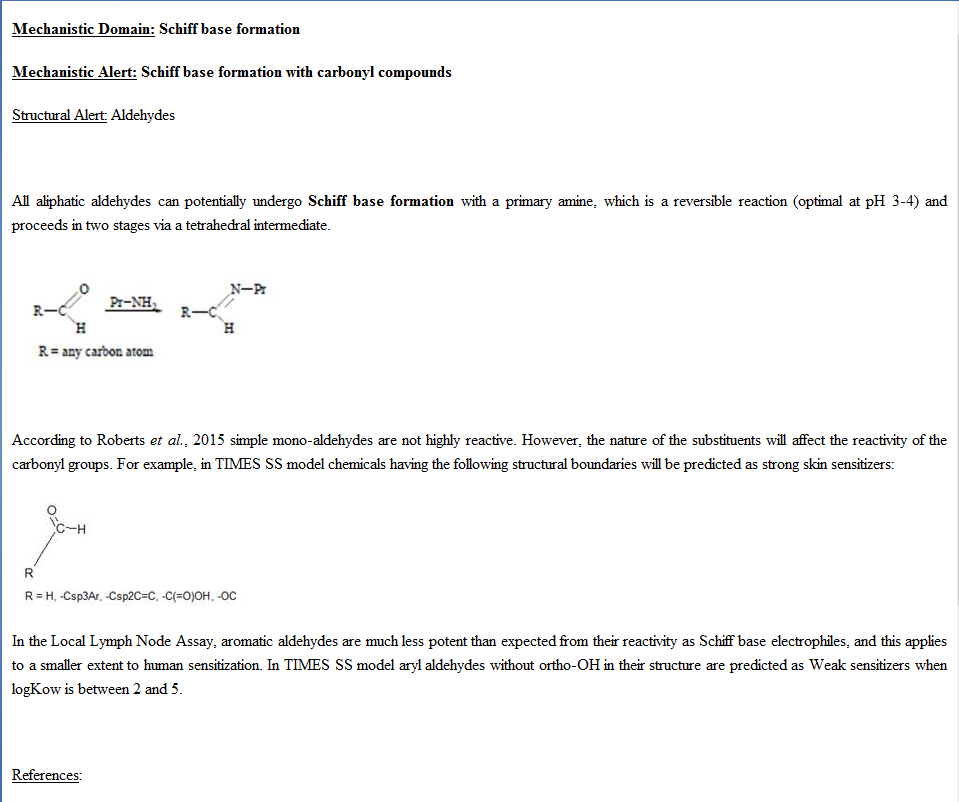 Mechanistic Domain: Schiff base formation
Mechanistic Alert: Schiff base formation with carbonyl compounds
Structural Alert: Aldehydes
All aliphatic aldehydes can potentially undergo Schiff base formation with a primary amine, which is a reversible reaction (optimal at pH 3-4) and
proceeds in two stages via a tetrahedral intermediate.
O
R—C
H
Pr—NH2
N—Pr
R—C
H
R = any carbon atom
According to Roberts et al., 2015 simple mono-aldehydes are not highly reactive. However, the nature of the substituents will affect the reactivity of the
carbonyl groups. For example, in TIMES SS model chemicals having the following structural boundaries will be predicted as strong skin sensitizers:
O
C—H
R
R = H, -Csp3Ar, -Csp2C=C, -C(=O)OH, -OC
In the Local Lymph Node Assay, aromatic aldehydes are much less potent than expected from their reactivity as Schiff base electrophiles, and this applies
to a smaller extent to human sensitization. In TIMES SS model aryl aldehydes without ortho-OH in their structure are predicted as Weak sensitizers when
logKow is between 2 and 5.
References: